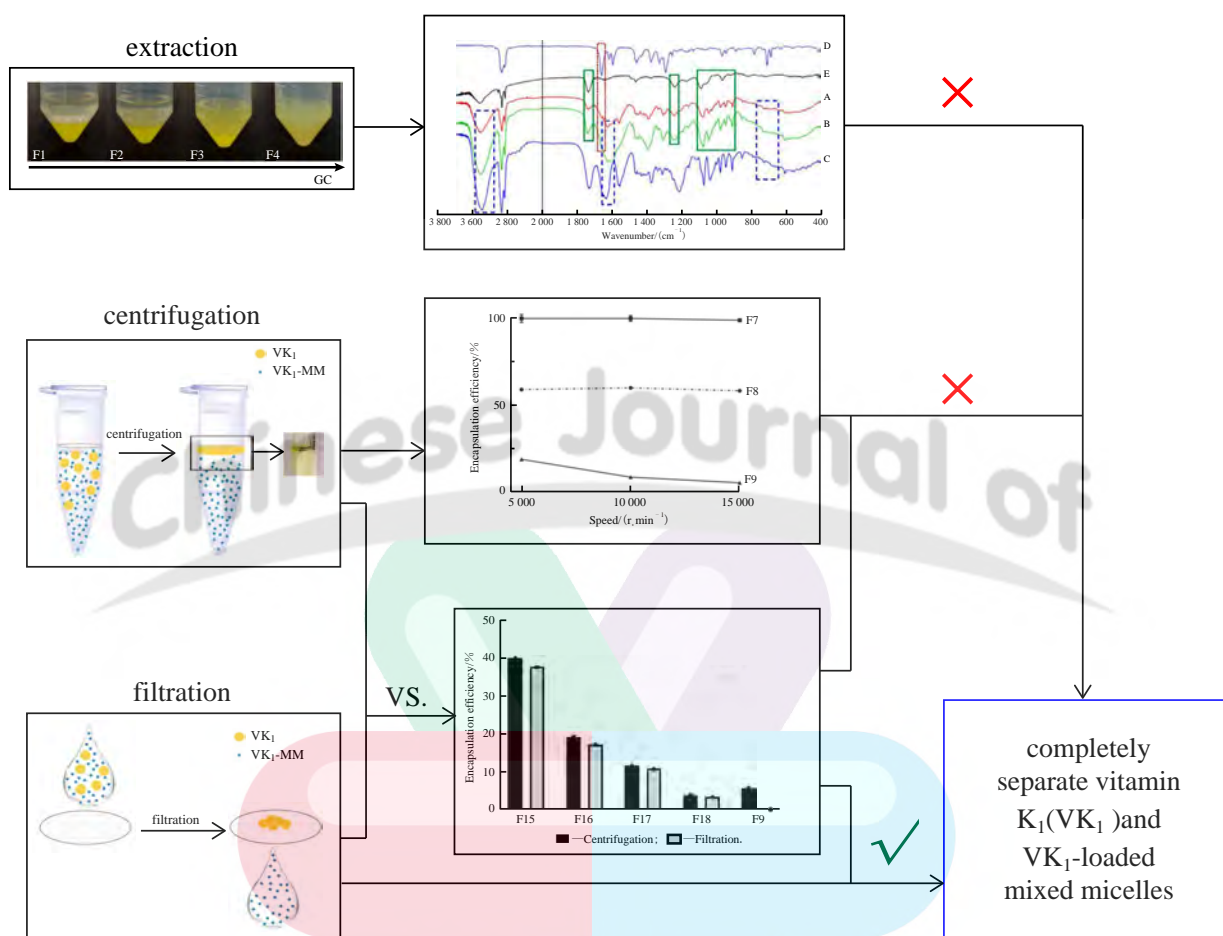 extraction
F1
F2
F3
F4
GC
D
E
A
B
C
3 800
3 600
2 000
1 800
1 600
1 400
1 200
1 000
800
600
400
Wavenumber/(cm⁻¹)
centrifugation
VK₁
VK₁-MM
centrifugation
Encapsulation efficiency/%
100
50
0
F7
F8
F9
5 000
10 000
15 000
Speed/(r·min⁻¹)
Chinese Journal of
filtration
VK₁
VK₁-MM
filtration
VS.
Encapsulation efficiency/%
50
40
30
20
10
0
F15
F16
F17
F18
F9
—Centrifugation;
—Filtration.
completely
separate vitamin
K₁(VK₁ )and
VK₁-loaded
mixed micelles